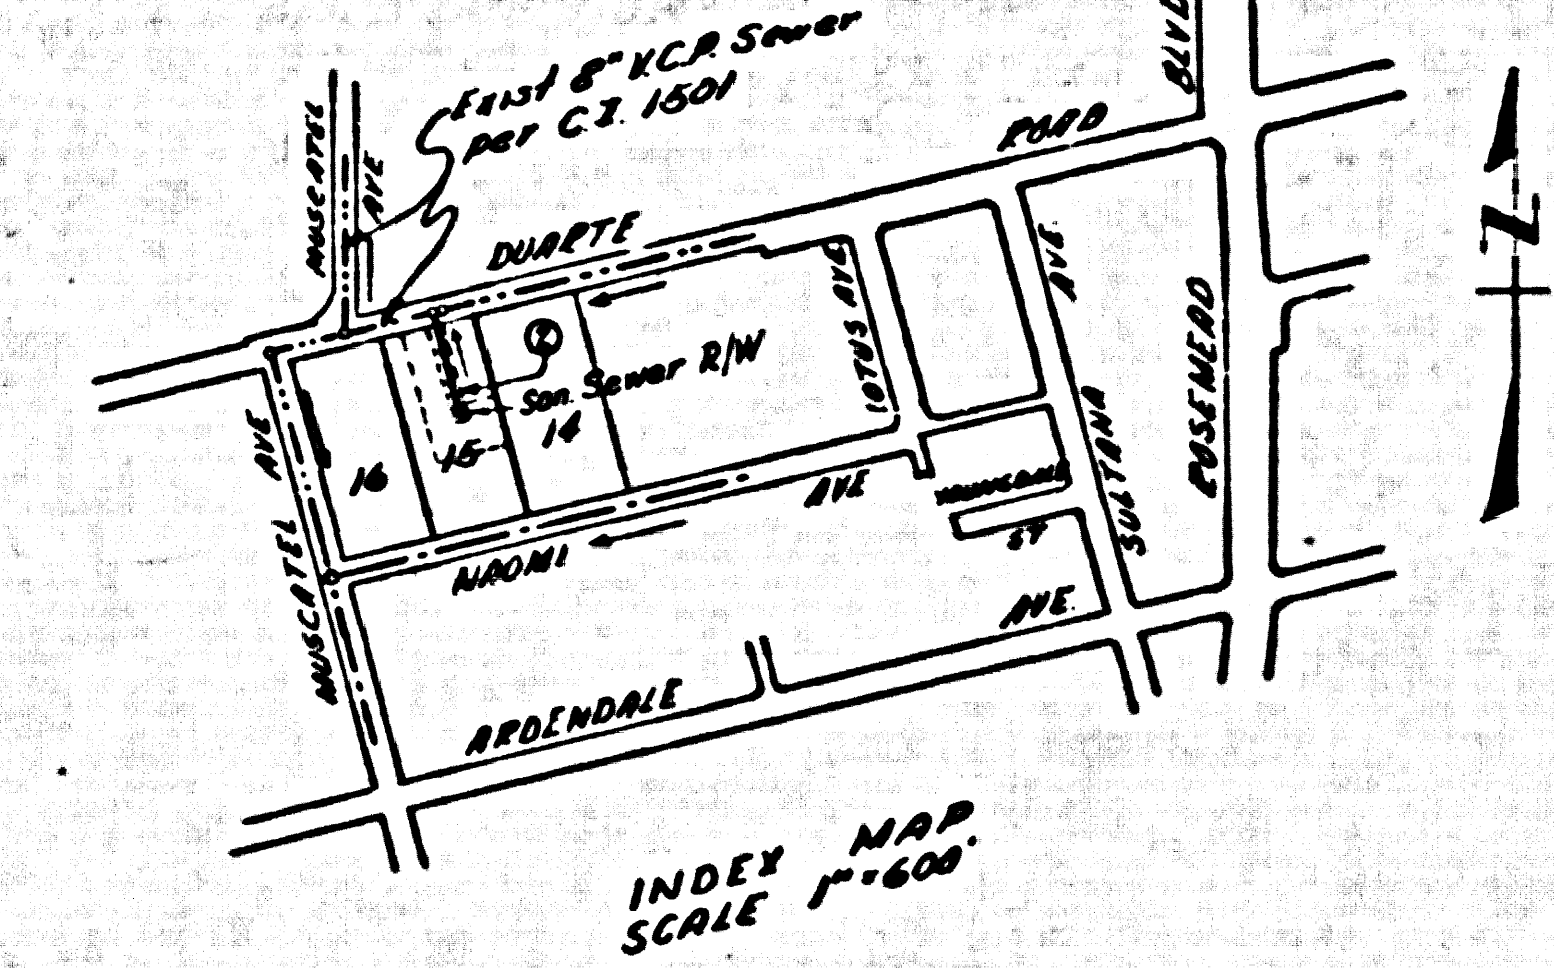 Exist 8" V.C.P. Sewer
per C.I. 1501
BLVD
ROAD
MUSCATEL
AVE
DUARTE
AVE.
LOTUS AVE.
2
San. Sewer R/W
ROSEMEAD
N
AVE
16
15
14
SULTANA
AVE
ST
MUSCATEL
NAOMI
AVE.
ARDENDALE
INDEX MAP
SCALE 1"=600'